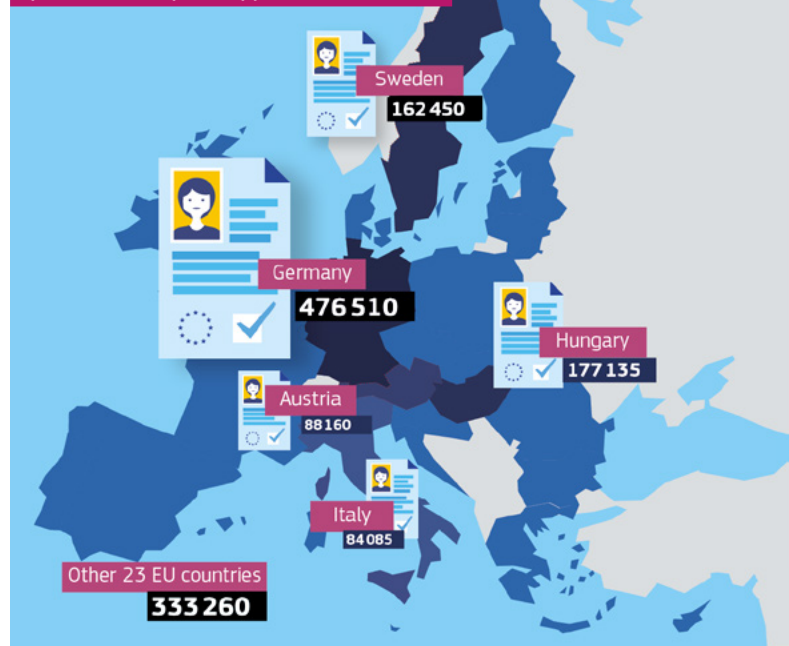 Sweden
162 450
Germany
476 510
Hungary
177 135
Austria
88 160
Italy
84 085
Other 23 EU countries
333 260